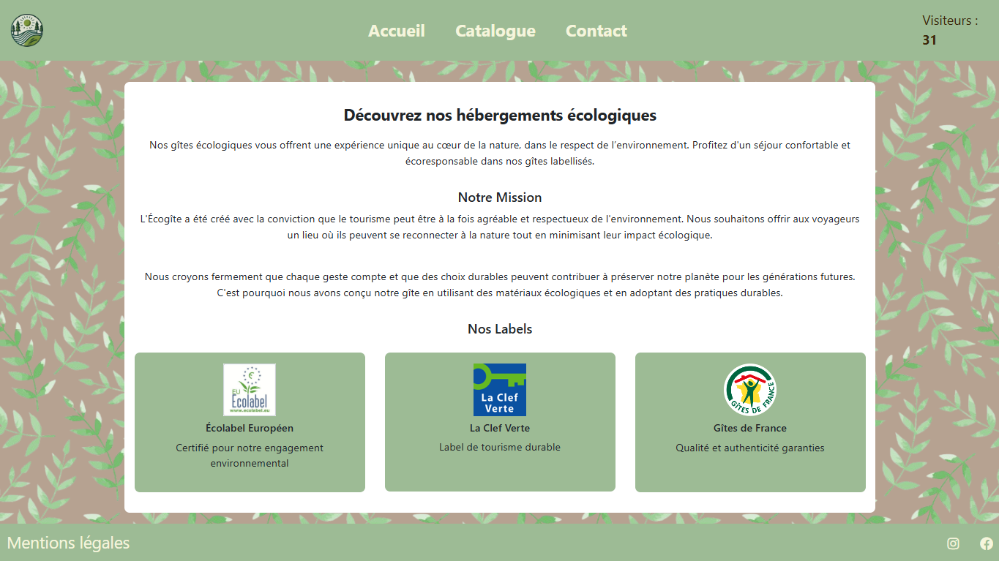 Accueil
Catalogue
Contact
Visiteurs :
31
Découvrez nos hébergements écologiques
Nos gîtes écologiques vous offrent une expérience unique au cœur de la nature, dans le respect de l'environnement. Profitez d'un séjour confortable et
écoresponsable dans nos gîtes labellisés.
Notre Mission
L'Écogîte a été créé avec la conviction que le tourisme peut être à la fois agréable et respectueux de l'environnement. Nous souhaitons offrir aux voyageurs
un lieu où ils peuvent se reconnecter à la nature tout en minimisant leur impact écologique.
Nous croyons fermement que chaque geste compte et que des choix durables peuvent contribuer à préserver notre planète pour les générations futures.
C'est pourquoi nous avons conçu notre gîte en utilisant des matériaux écologiques et en adoptant des pratiques durables.
Nos Labels
EU
Ecolabel
www.ecolabel.eu
Écolabel Européen
Certifié pour notre engagement
environnemental
La Clef
Verte
La Clef Verte
Label de tourisme durable
GÎTES DE FRANCE
Gîtes de France
Qualité et authenticité garanties
Mentions légales